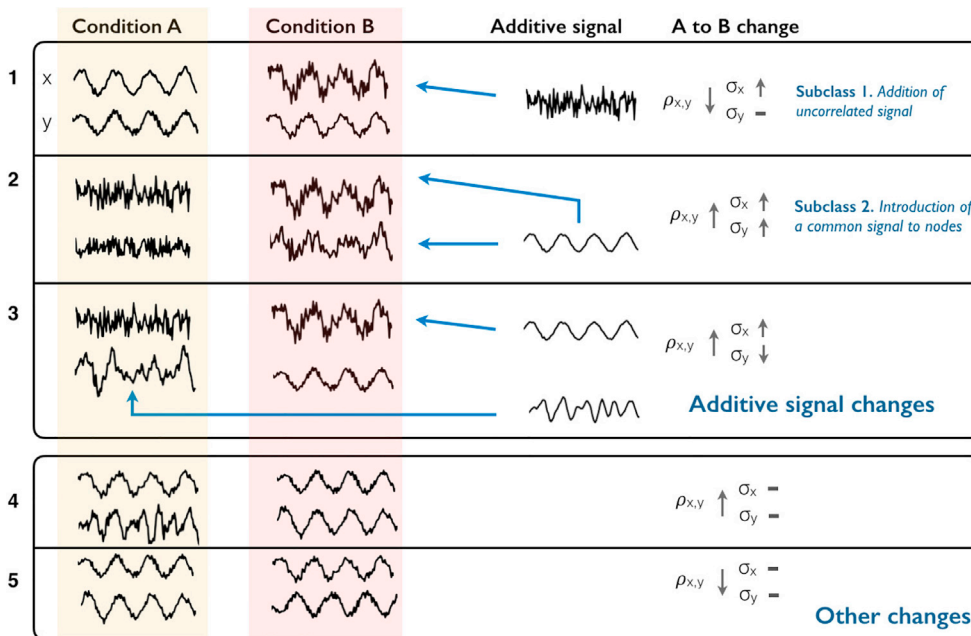 Condition A Condition B Additive signal A to B change
1 x ρx,y ↓ σx ↑ Subclass 1. Addition of
y σy – uncorrelated signal
2 ρx,y ↑ σx ↑ Subclass 2. Introduction of
σy ↑ a common signal to nodes
3 ρx,y ↑ σx ↑
σy ↓
Additive signal changes
4 ρx,y ↑ σx –
σy –
5 ρx,y ↓ σx –
σy –
Other changes